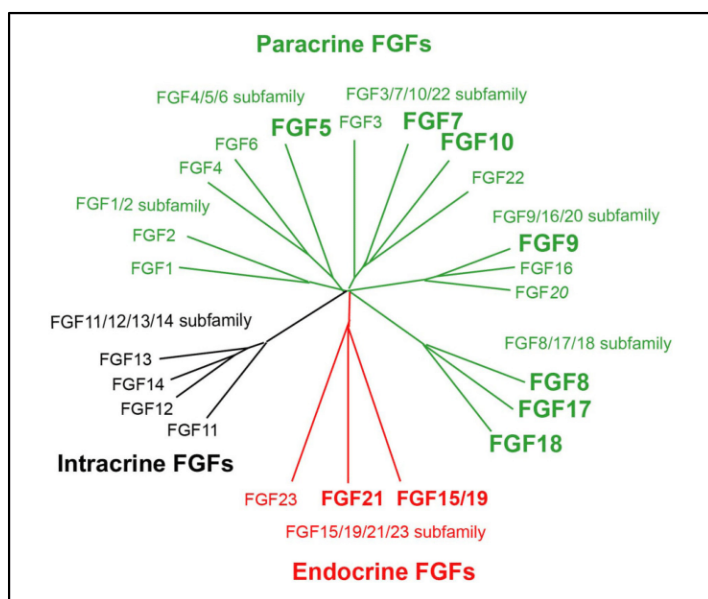 Paracrine FGFs
FGF4/5/6 subfamily
FGF3/7/10/22 subfamily
FGF5
FGF3
FGF7
FGF6
FGF10
FGF4
FGF22
FGF1/2 subfamily
FGF9/16/20 subfamily
FGF2
FGF9
FGF1
FGF16
FGF20
FGF11/12/13/14 subfamily
FGF8/17/18 subfamily
FGF13
FGF14
FGF8
FGF12
FGF17
FGF11
FGF18
Intracrine FGFs
FGF23
FGF21
FGF15/19
FGF15/19/21/23 subfamily
Endocrine FGFs